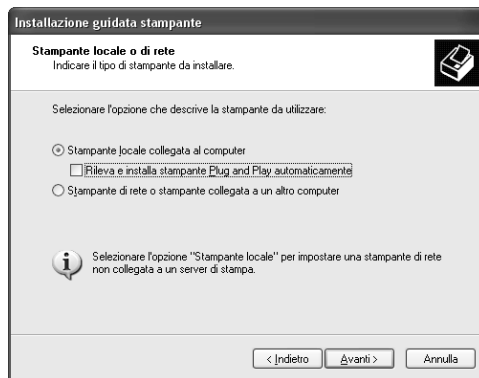 Installazione guidata stampante
Stampante locale o di rete
Indicare il tipo di stampante da installare.
Selezionare l'opzione che descrive la stampante da utilizzare:
Stampante locale collegata al computer
Rileva e installa stampante Plug and Play automaticamente
Stampante di rete o stampante collegata a un altro computer
Selezionare l'opzione "Stampante locale" per impostare una stampante di rete
non collegata a un server di stampa.
< Indietro Avanti > Annulla